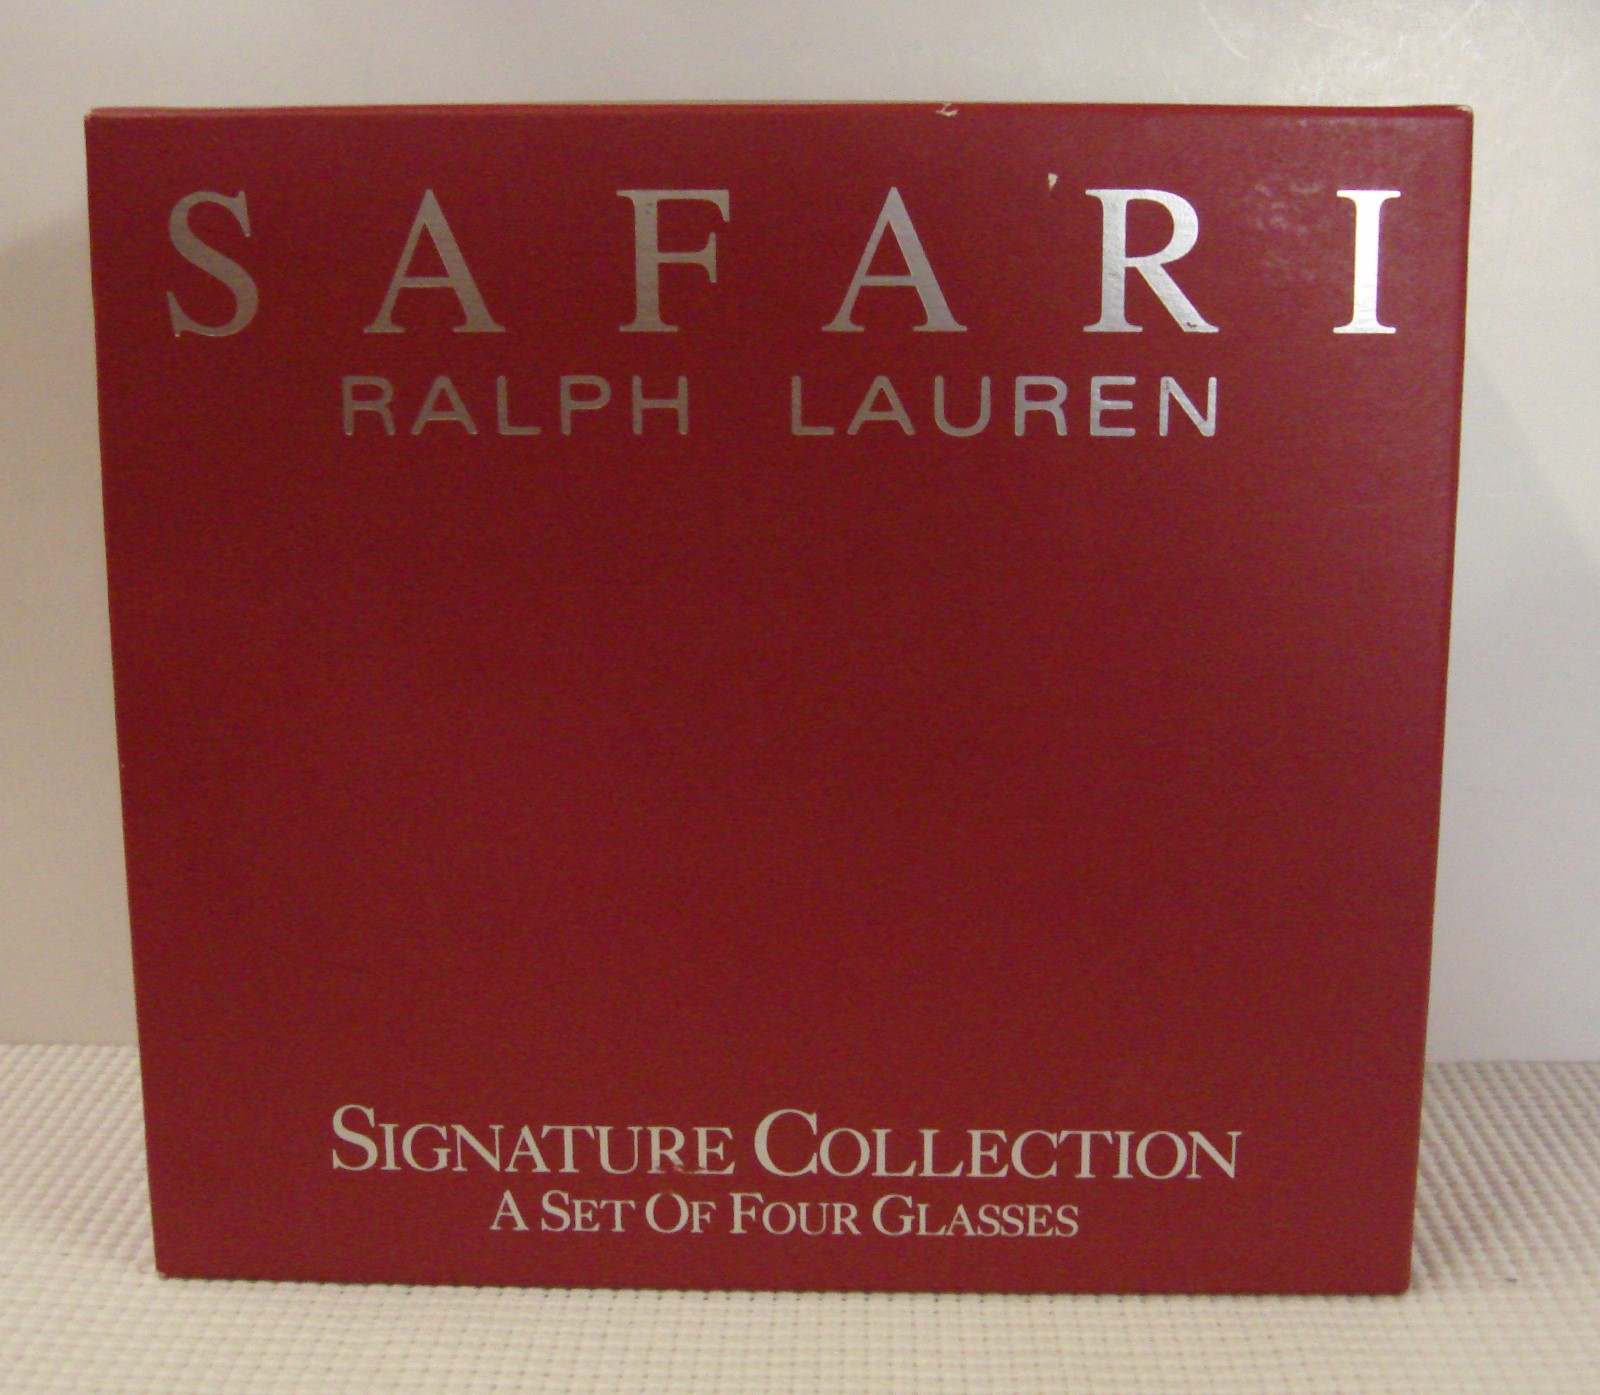 SAFARI
RALPH LAUREN
SIGNATURE COLLECTION
A SET OF FOUR GLASSES